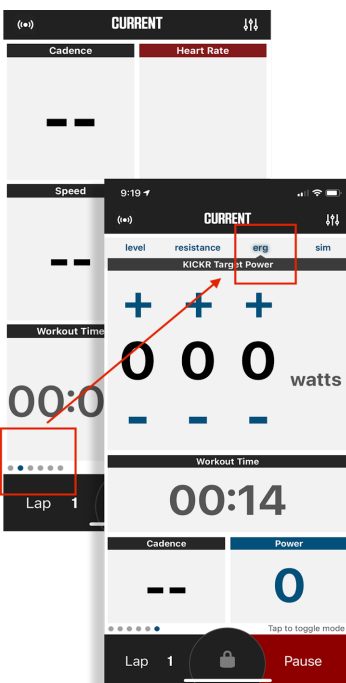 CURRENT
Cadence
Heart Rate
--
Speed
--
Workout Time
00:0
Lap 1
9:19
CURRENT
level resistance erg sim
KICKR Target Power
+ + +
0 0 0 watts
- - -
Workout Time
00:14
Cadence
Power
--
0
Tap to toggle mode
Lap 1
Pause